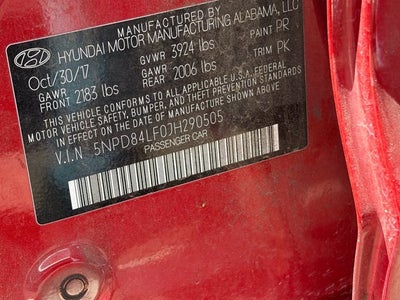 MANUFACTURED BY
HYUNDAI MOTOR MANUFACTURING ALABAMA, LLC
Oct/30/17 GVWR 3924 lbs PAINT PR
GAWR FRONT 2183 lbs GAWR REAR 2006 lbs TRIM PK
THIS VEHICLE CONFORMS TO ALL APPLICABLE U.S.A. FEDERAL
MOTOR VEHICLE SAFETY, BUMPER, AND THEFT PREVENTION STANDARDS
IN EFFECT ON THE DATE OF MANUFACTURE SHOWN ABOVE.
V.I.N 5NPD84LF0JH290505
PASSENGER CAR